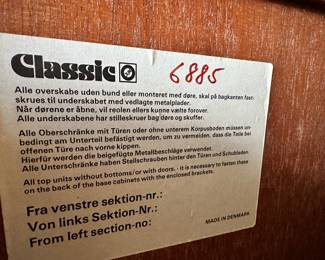 Classic
6885
Alle overskabe uden bund eller monteret med døre, skal på bagkanten fast-
skrues til underskabet med vedlagte metalplader.
Når dørene er åbne, vil reolen ellers kunne vælte forover.
Alle underskabene har stilleskruer bag døre og skuffer.
Alle Oberschränke mit Türen oder ohne unterem Korpusboden müssen un-
bedingt am Unterteil befestigt werden, um zu vermeiden, dass die Teile bei
offenen Türen nach vorne kippen.
Hierfür werden die beigefügte Metallbeschläge verwendet.
Alle Unterschränke haben Stellschrauben hinter den Türen und Schubladen.
All top units without bottoms/or with doors, - it is necessary to fasten these
on the back of the base cabinets with the enclosed brackets.
Fra venstre sektion-nr.:
Von links Sektion-Nr.:
From left section-no:
MADE IN DENMARK